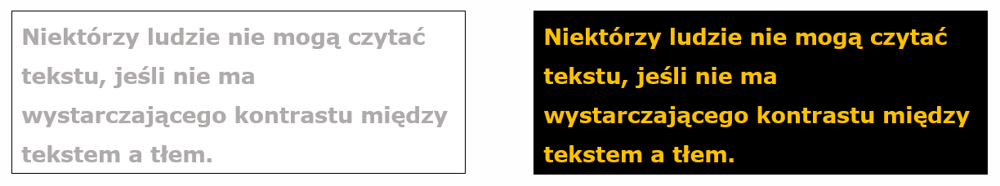 Niektórzy ludzie nie mogą czytać
tekstu, jeśli nie ma
wystarczającego kontrastu między
tekstem a tłem.
Niektórzy ludzie nie mogą czytać
tekstu, jeśli nie ma
wystarczającego kontrastu między
tekstem a tłem.